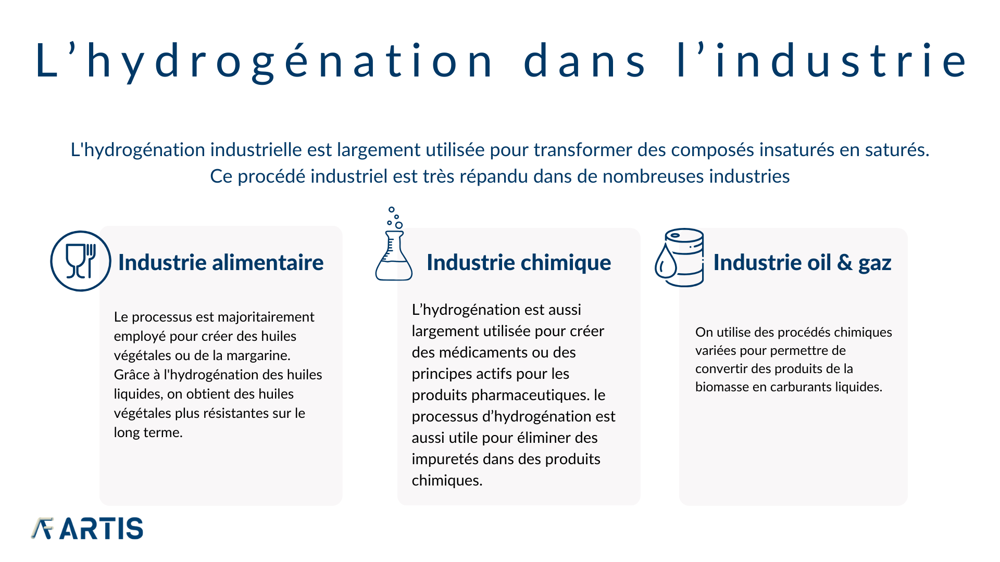 L’hydrogénation dans l’industrie
L'hydrogénation industrielle est largement utilisée pour transformer des composés insaturés en saturés.
Ce procédé industriel est très répandu dans de nombreuses industries
Industrie alimentaire
Le processus est majoritairement
employé pour créer des huiles
végétales ou de la margarine.
Grâce à l'hydrogénation des huiles
liquides, on obtient des huiles
végétales plus résistantes sur le
long terme.
Industrie chimique
L’hydrogénation est aussi
largement utilisée pour créer
des médicaments ou des
principes actifs pour les
produits pharmaceutiques. le
processus d’hydrogénation est
aussi utile pour éliminer des
impuretés dans des produits
chimiques.
Industrie oil & gaz
On utilise des procédés chimiques
variées pour permettre de
convertir des produits de la
biomasse en carburants liquides.
ARTIS